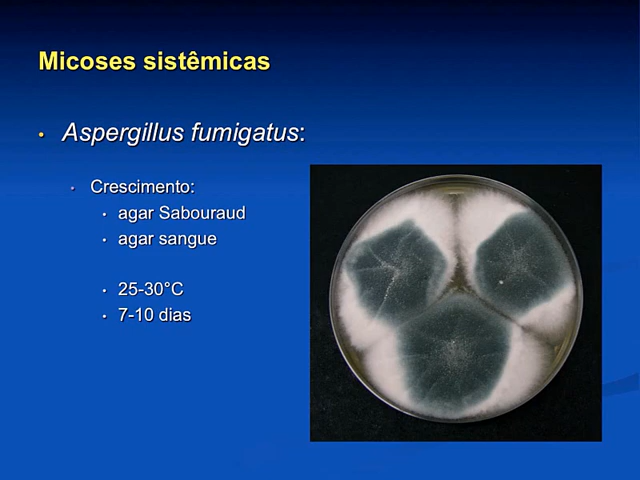 Micoses sistêmicas
• Aspergillus fumigatus:
• Crescimento:
• agar Sabouraud
• agar sangue
• 25-30°C
• 7-10 dias